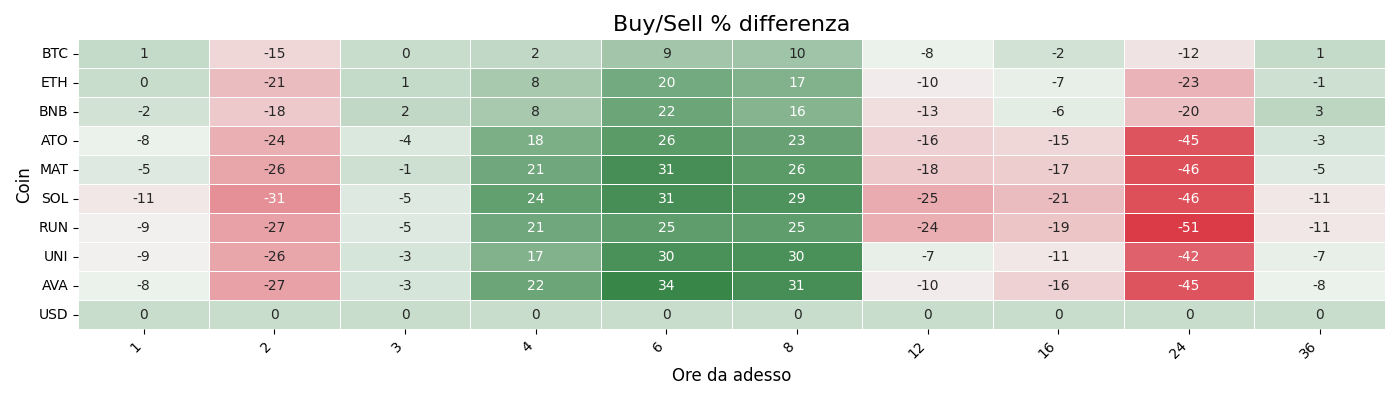 Buy/Sell % differenza
Coin
BTC 1 -15 0 2 9 10 -8 -2 -12 1
ETH 0 -21 1 8 20 17 -10 -7 -23 -1
BNB -2 -18 2 8 22 16 -13 -6 -20 3
ATO -8 -24 -4 18 26 23 -16 -15 -45 -3
MAT -5 -26 -1 21 31 26 -18 -17 -46 -5
SOL -11 -31 -5 24 31 29 -25 -21 -46 -11
RUN -9 -27 -5 21 25 25 -24 -19 -51 -11
UNI -9 -26 -3 17 30 30 -7 -11 -42 -7
AVA -8 -27 -3 22 34 31 -10 -16 -45 -8
USD 0 0 0 0 0 0 0 0 0 0
1 2 3 4 6 8 12 16 24 36
Ore da adesso